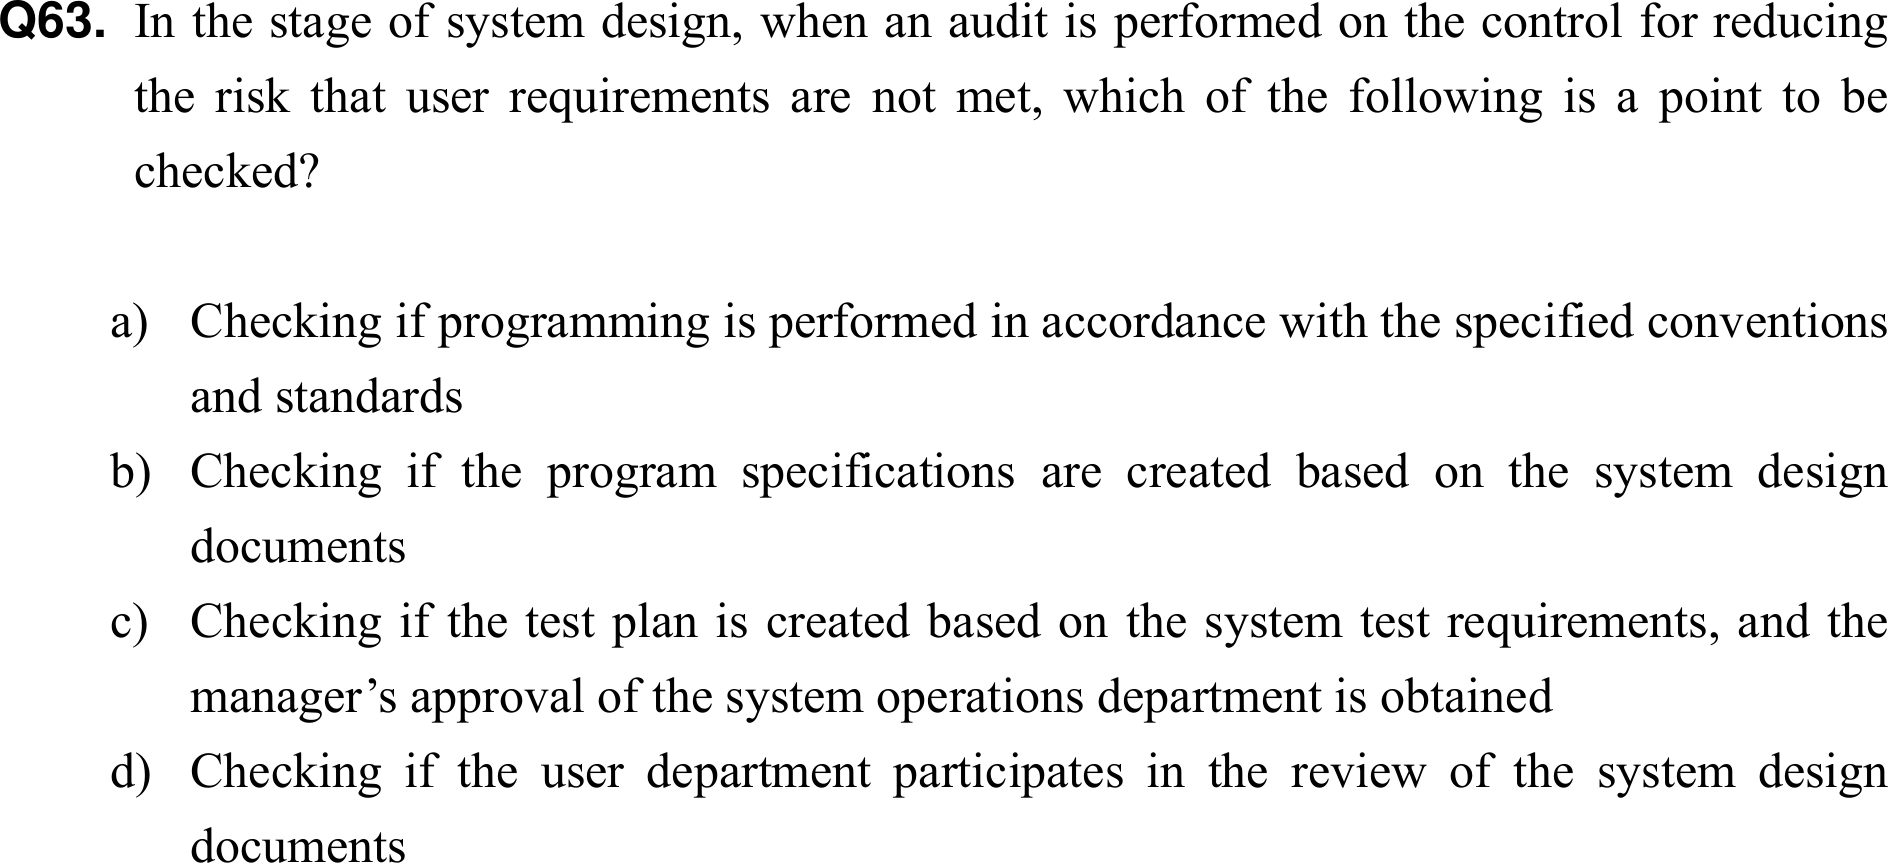 Q63. In the stage of system design, when an audit is performed on the control for reducing
the risk that user requirements are not met, which of the following is a point to be
checked?
a) Checking if programming is performed in accordance with the specified conventions
and standards
b) Checking if the program specifications are created based on the system design
documents
c) Checking if the test plan is created based on the system test requirements, and the
manager’s approval of the system operations department is obtained
d) Checking if the user department participates in the review of the system design
documents